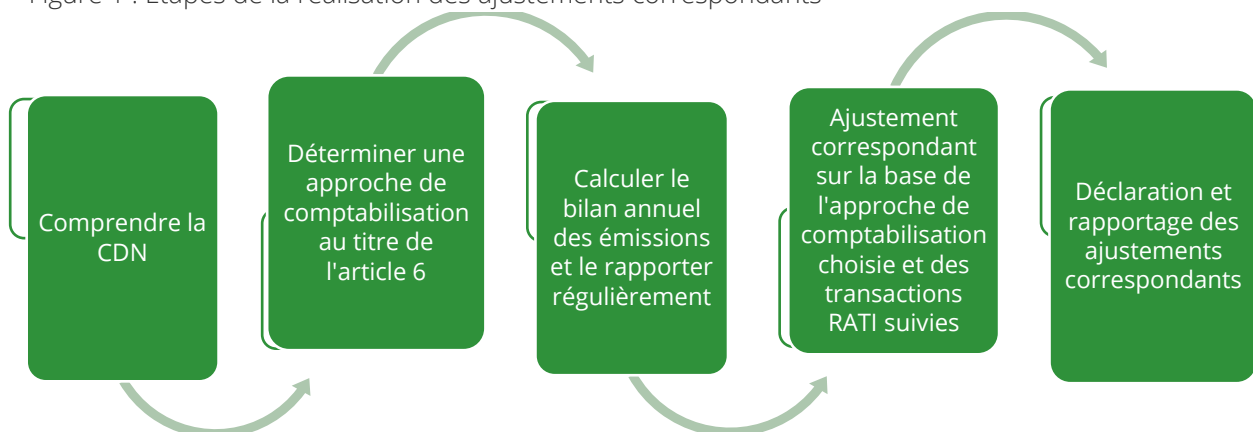 Figure 1 : Etapes de la réalisation des ajustements correspondants
Comprendre la
CDN
Déterminer une
approche de
comptabilisation
au titre de
l'article 6
Calculer le
bilan annuel
des émissions
et le rapporter
régulièrement
Ajustement
correspondant
sur la base de
l'approche de
comptabilisation
choisie et des
transactions
RATI suivies
Déclaration et
rapportage des
ajustements
correspondants